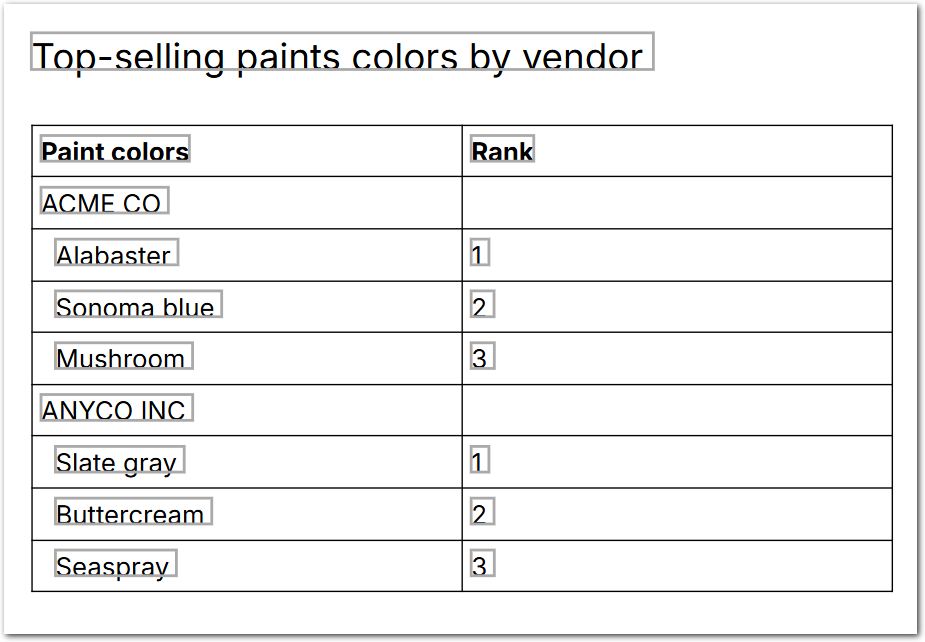 Top-selling paints colors by vendor
Paint colors Rank
ACME CO
Alabaster 1
Sonoma blue 2
Mushroom 3
ANYCO INC
Slate gray 1
Buttercream 2
Seaspray 3